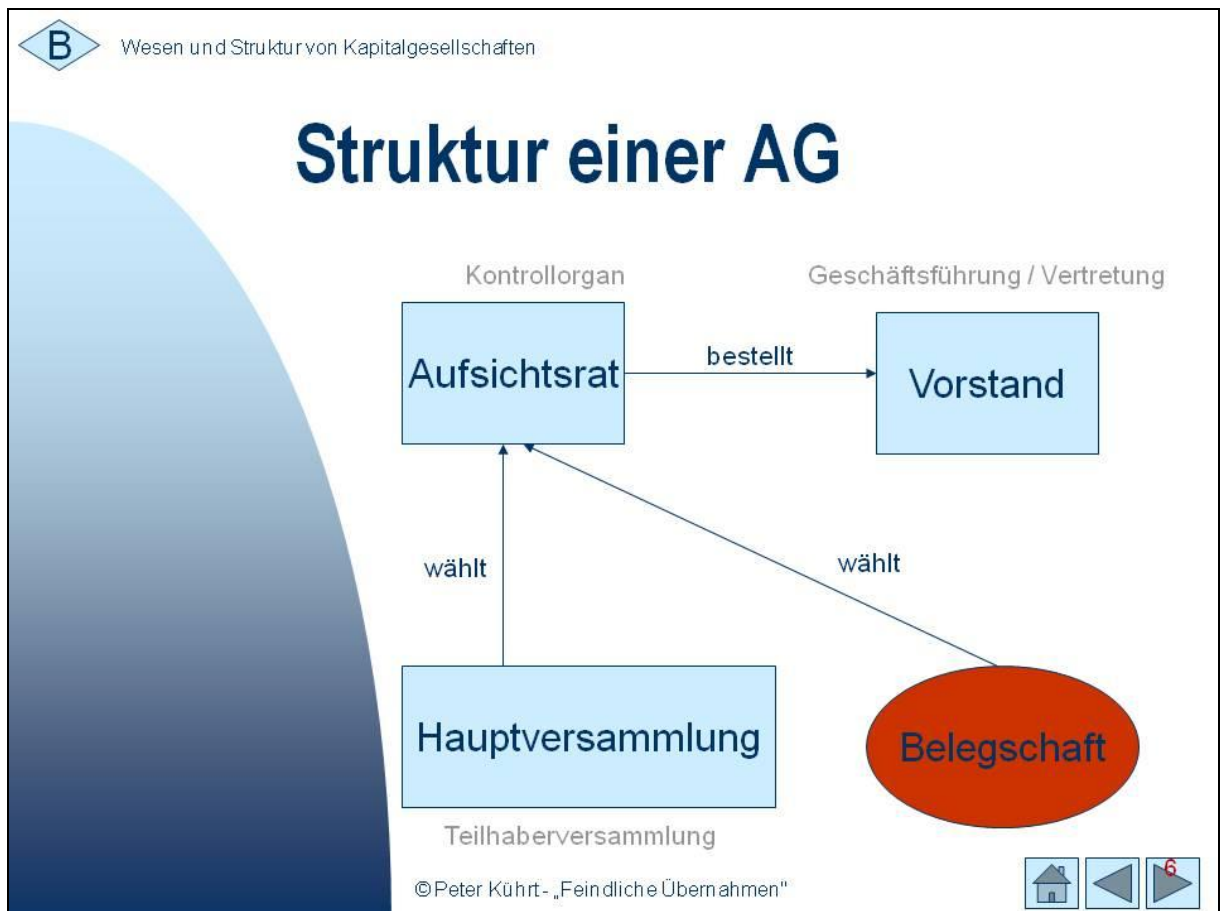 B
Wesen und Struktur von Kapitalgesellschaften
Struktur einer AG
Kontrollorgan
Geschäftsführung / Vertretung
Aufsichtsrat
bestellt
Vorstand
wählt
wählt
Hauptversammlung
Belegschaft
Teilhaberversammlung
©Peter Kührt - „Feindliche Übernahmen"
6